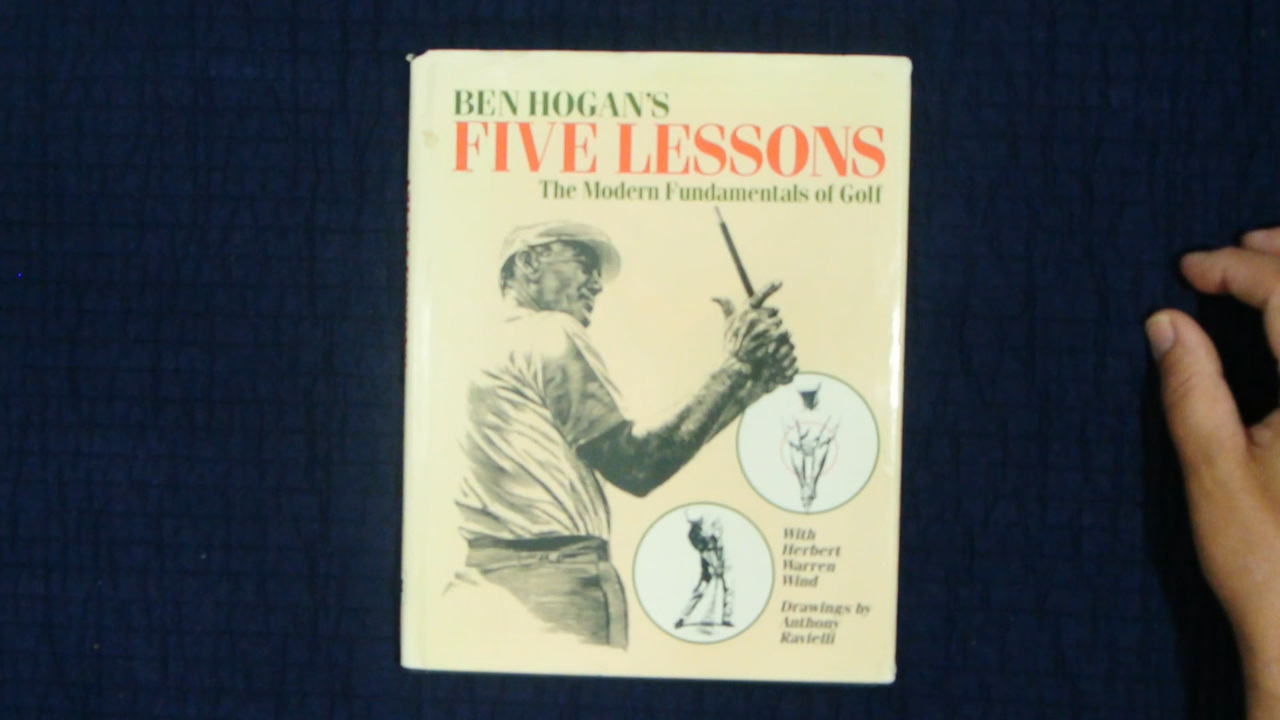 BEN HOGAN'S
FIVE LESSONS
The Modern Fundamentals of Golf
With
Herbert
Warren
Wind
Drawings by
Anthony
Ravielli